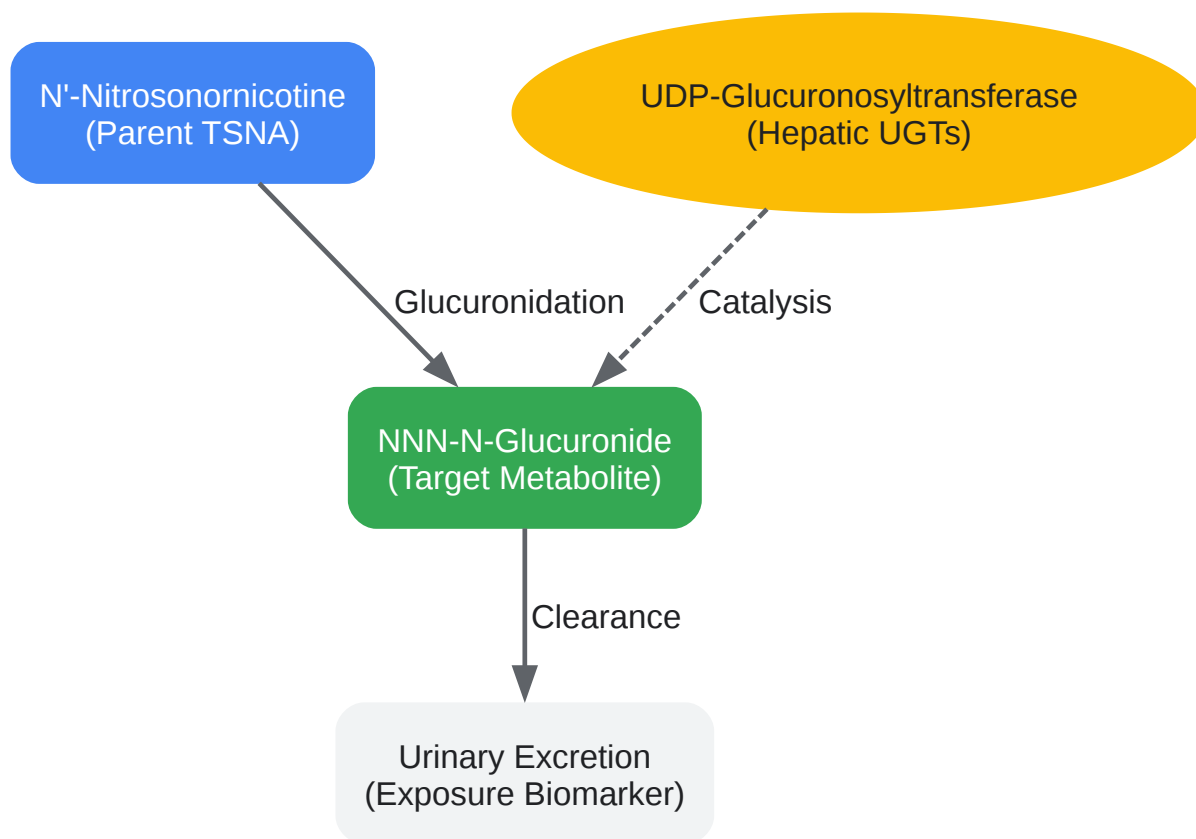 N'-Nitrosonornicotine
(Parent TSNA)
UDP-Glucuronosyltransferase
(Hepatic UGTs)
Glucuronidation
Catalysis
NNN-N-Glucuronide
(Target Metabolite)
Clearance
Urinary Excretion
(Exposure Biomarker)